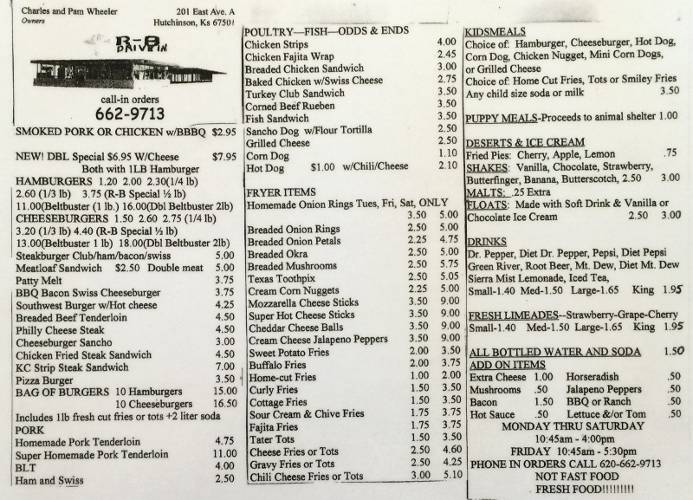 Charles and Pam Wheeler 201 East Ave. A
Owners Hutchinson, Ks 67501
R-B
DRIVE IN
call-in orders
662-9713
SMOKED PORK OR CHICKEN w/BBBQ $2.95
NEW! DBL Special $6.95 W/Cheese $7.95
Both with 1LB Hamburger
HAMBURGERS 1.20 2.00 2.30(1/4 lb)
2.60 (1/3 lb) 3.75 (R-B Special ½ lb)
11.00(Beltbuster (1 lb.) 16.00(Dbl Beltbuster 2lb)
CHEESEBURGERS 1.50 2.60 2.75 (1/4 lb)
3.20 (1/3 lb) 4.40 (R-B Special ½ lb)
13.00(Beltbuster 1 lb) 18.00(Dbl Beltbuster 2lb)
Steakburger Club/ham/bacon/swiss 5.00
Meatloaf Sandwich $2.50 Double meat 5.00
Patty Melt 3.75
BBQ Bacon Swiss Cheeseburger 3.75
Southwest Burger w/Hot cheese 4.25
Breaded Beef Tenderloin 4.50
Philly Cheese Steak 4.50
Cheeseburger Sancho 3.00
Chicken Fried Steak Sandwich 4.50
KC Strip Steak Sandwich 7.00
Pizza Burger 3.50
BAG OF BURGERS 10 Hamburgers 15.00
10 Cheeseburgers 16.50
Includes 1lb fresh cut fries or tots +2 liter soda
PORK
Homemade Pork Tenderloin 4.75
Super Homemade Pork Tenderloin 11.00
BLT 4.00
Ham and Swiss 2.50
POULTRY—FISH—ODDS & ENDS
Chicken Strips 4.00
Chicken Fajita Wrap 2.45
Breaded Chicken Sandwich 3.00
Baked Chicken w/Swiss Cheese 2.75
Turkey Club Sandwich 3.50
Corned Beef Rueben 3.50
Fish Sandwich 3.50
Sancho Dog w/Flour Tortilla 2.50
Grilled Cheese 2.50
Corn Dog 1.10
Hot Dog $1.00 w/Chili/Cheese 2.10
FRYER ITEMS
Homemade Onion Rings Tues, Fri, Sat, ONLY
3.50 5.00
Breaded Onion Rings 2.50 5.00
Breaded Onion Petals 2.25 4.75
Breaded Okra 2.50 5.00
Breaded Mushrooms 2.50 5.75
Texas Toothpix 2.50 5.05
Cream Corn Nuggets 2.25 5.00
Mozzarella Cheese Sticks 3.50 9.00
Super Hot Cheese Sticks 3.50 9.00
Cheddar Cheese Balls 3.50 9.00
Cream Cheese Jalapeno Peppers 3.50 9.00
Sweet Potato Fries 2.00 3.50
Buffalo Fries 2.00 3.50
Home-cut Fries 1.00 2.00
Curly Fries 1.50 3.50
Cottage Fries 1.50 3.50
Sour Cream & Chive Fries 1.75 3.75
Fajita Fries 1.75 3.75
Tater Tots 1.50 3.50
Cheese Fries or Tots 2.50 4.60
Gravy Fries or Tots 2.50 4.25
Chili Cheese Fries or Tots 3.00 5.10
KIDSMEALS
Choice of: Hamburger, Cheeseburger, Hot Dog,
Corn Dog, Chicken Nugget, Mini Corn Dogs,
or Grilled Cheese
Choice of: Home Cut Fries, Tots or Smiley Fries
Any child size soda or milk 3.50
PUPPY MEALS-Proceeds to animal shelter 1.00
DESERTS & ICE CREAM
Fried Pies: Cherry, Apple, Lemon .75
SHAKES: Vanilla, Chocolate, Strawberry,
Butterfinger, Banana, Butterscotch, 2.50 3.00
MALTS: .25 Extra
FLOATS: Made with Soft Drink & Vanilla or
Chocolate Ice Cream 2.50 3.00
DRINKS
Dr. Pepper, Diet Dr. Pepper, Pepsi, Diet Pepsi
Green River, Root Beer, Mt. Dew, Diet Mt. Dew
Sierra Mist Lemonade, Iced Tea,
Small-1.40 Med-1.50 Large-1.65 King 1.95
FRESH LIMEADES--Strawberry-Grape-Cherry
Small-1.40 Med-1.50 Large-1.65 King 1.95
ALL BOTTLED WATER AND SODA 1.50
ADD ON ITEMS
Extra Cheese 1.00 Horseradish .50
Mushrooms .50 Jalapeno Peppers .50
Bacon 1.50 BBQ or Ranch .50
Hot Sauce .50 Lettuce &/or Tom .50
MONDAY THRU SATURDAY
10:45am - 4:00pm
FRIDAY 10:45am - 5:30pm
PHONE IN ORDERS CALL 620-662-9713
NOT FAST FOOD
FRESH FOOD!!!!!!!!!